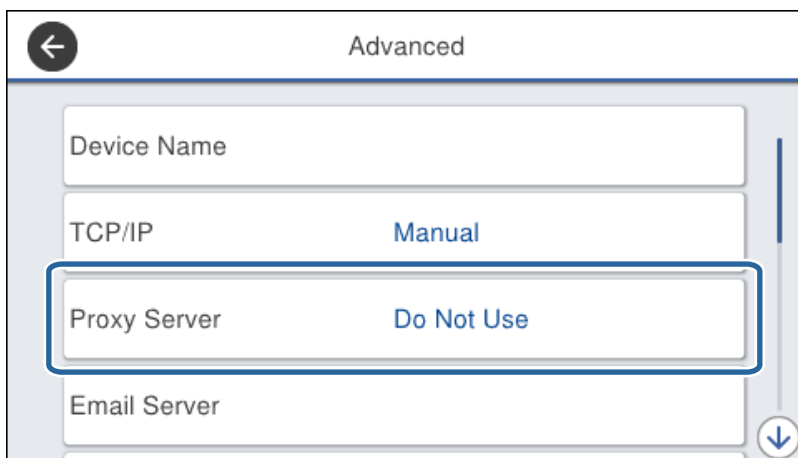 Advanced
Device Name
TCP/IP Manual
Proxy Server Do Not Use
Email Server